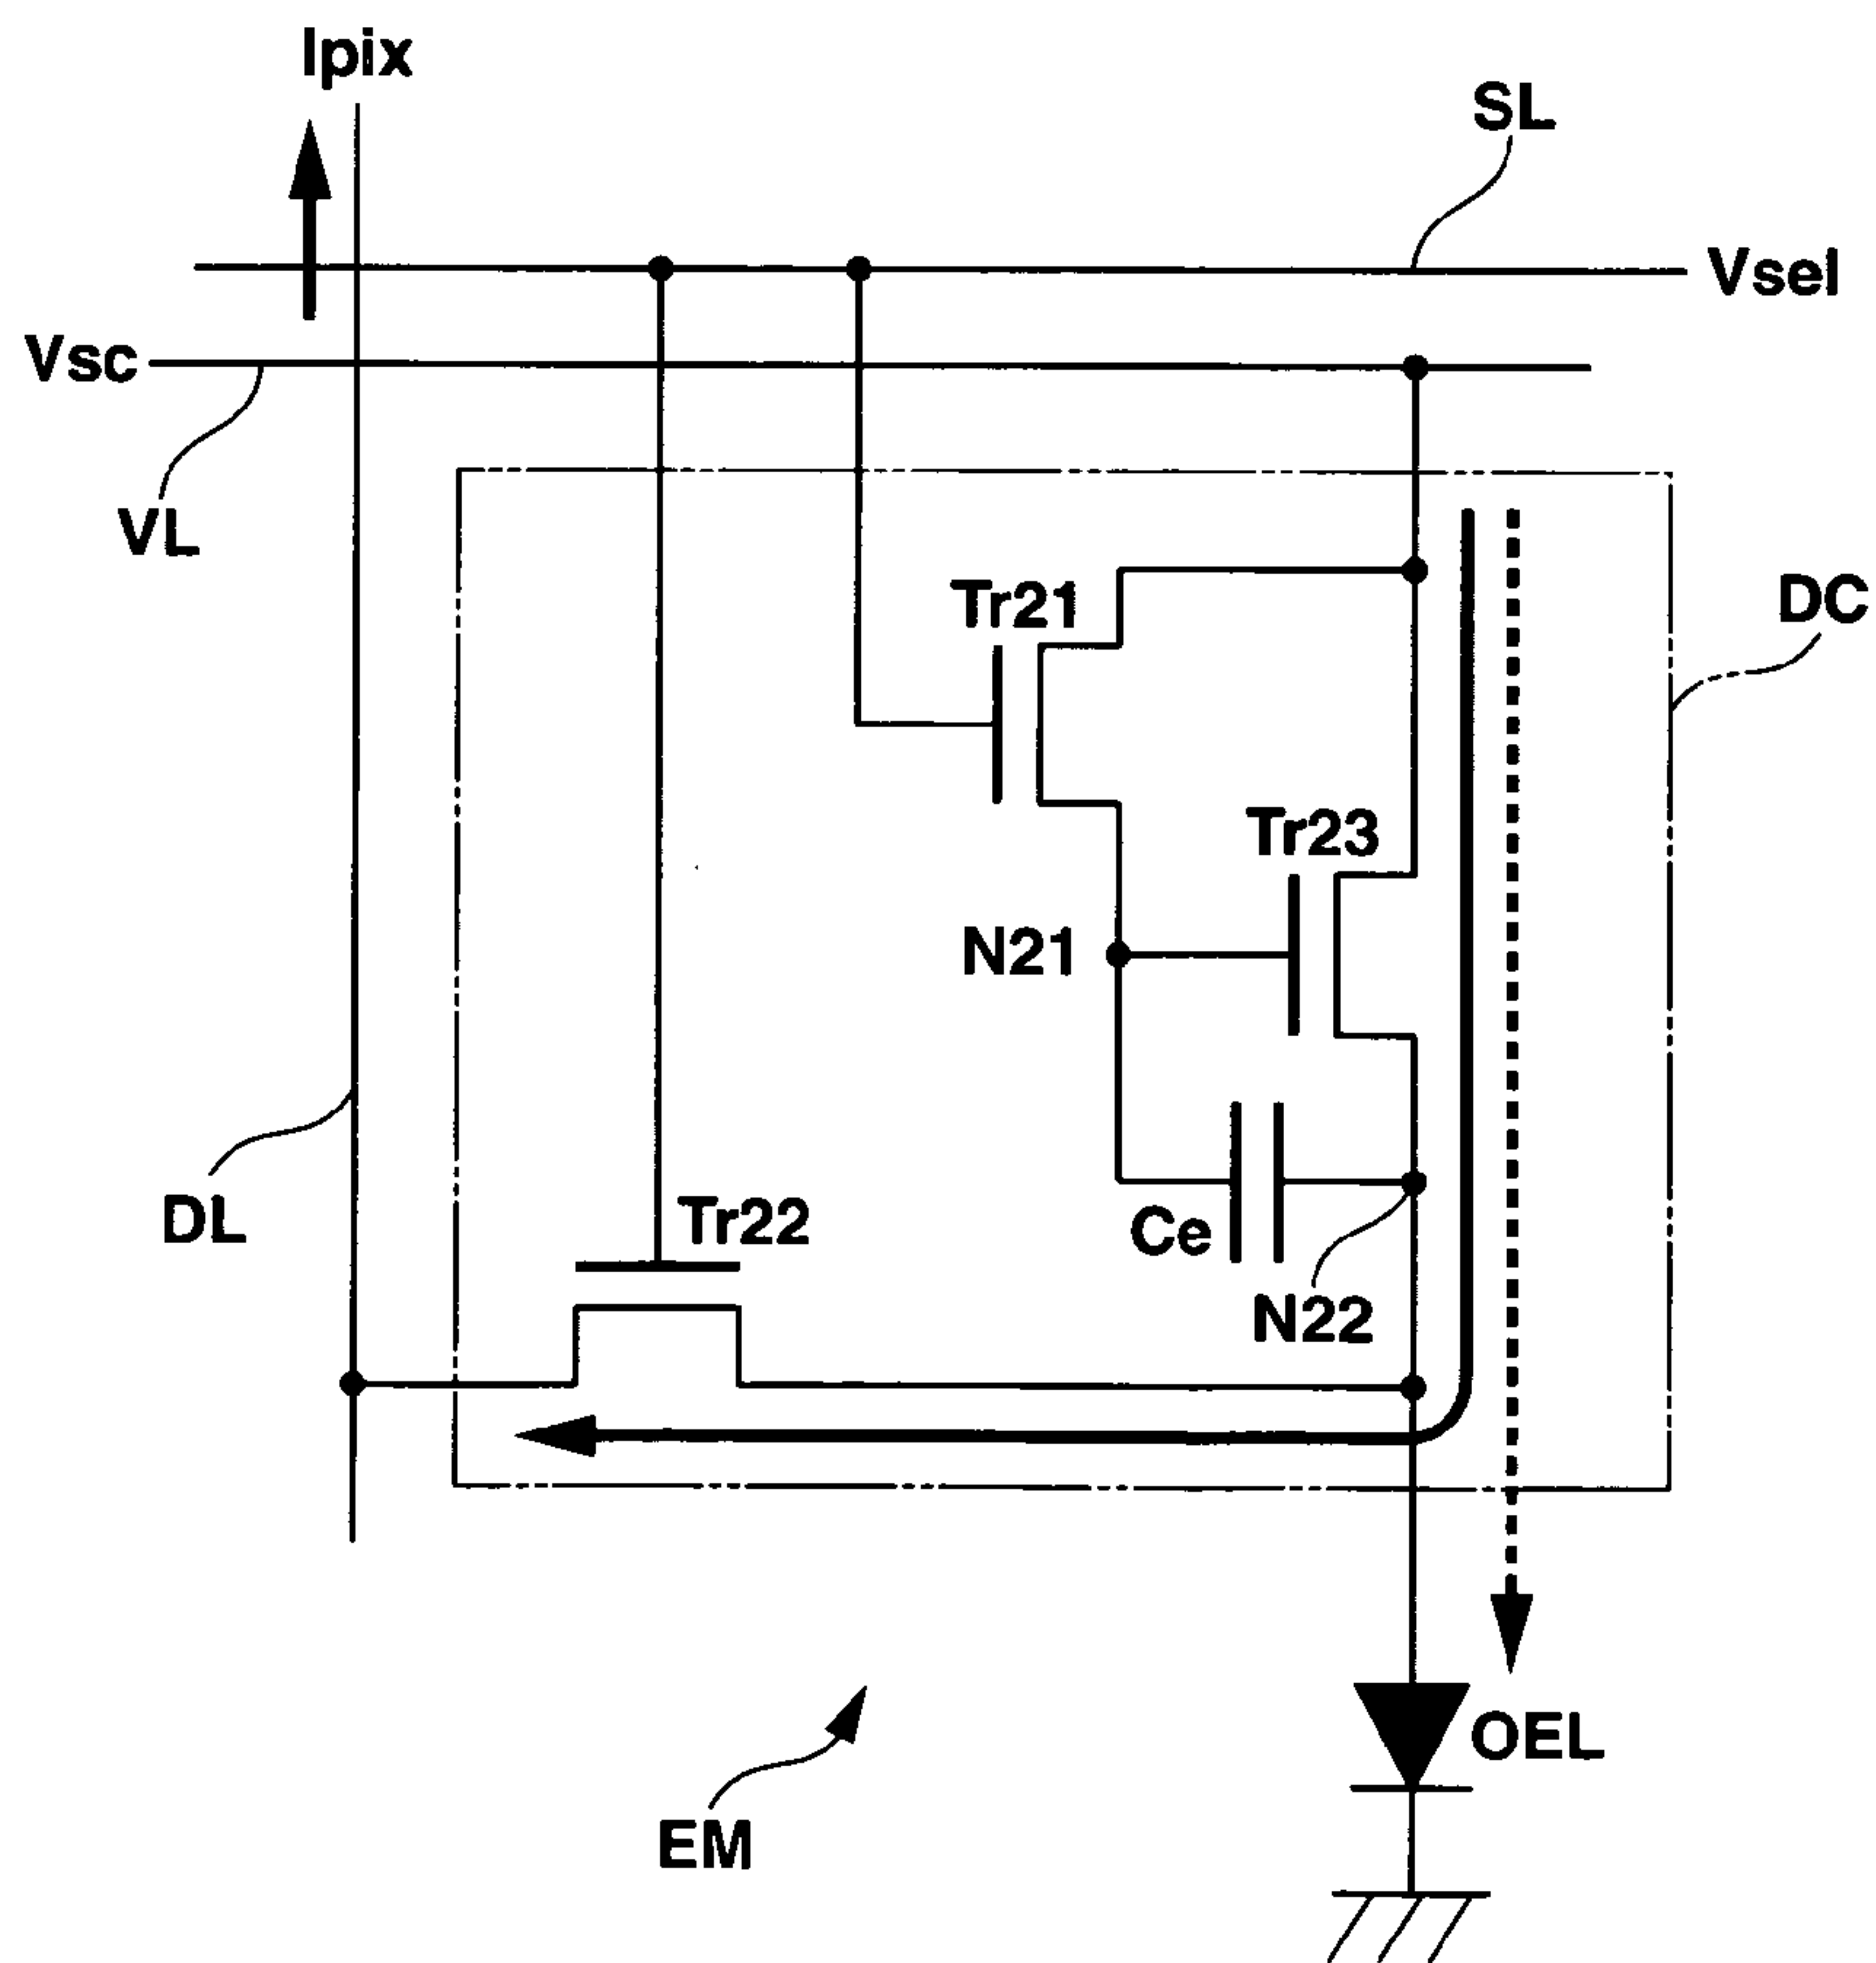 Ipix
SL
Vsel
Vsc
VL
Tr21
DC
Tr23
N21
DL
Tr22
Ce
N22
OEL
EM